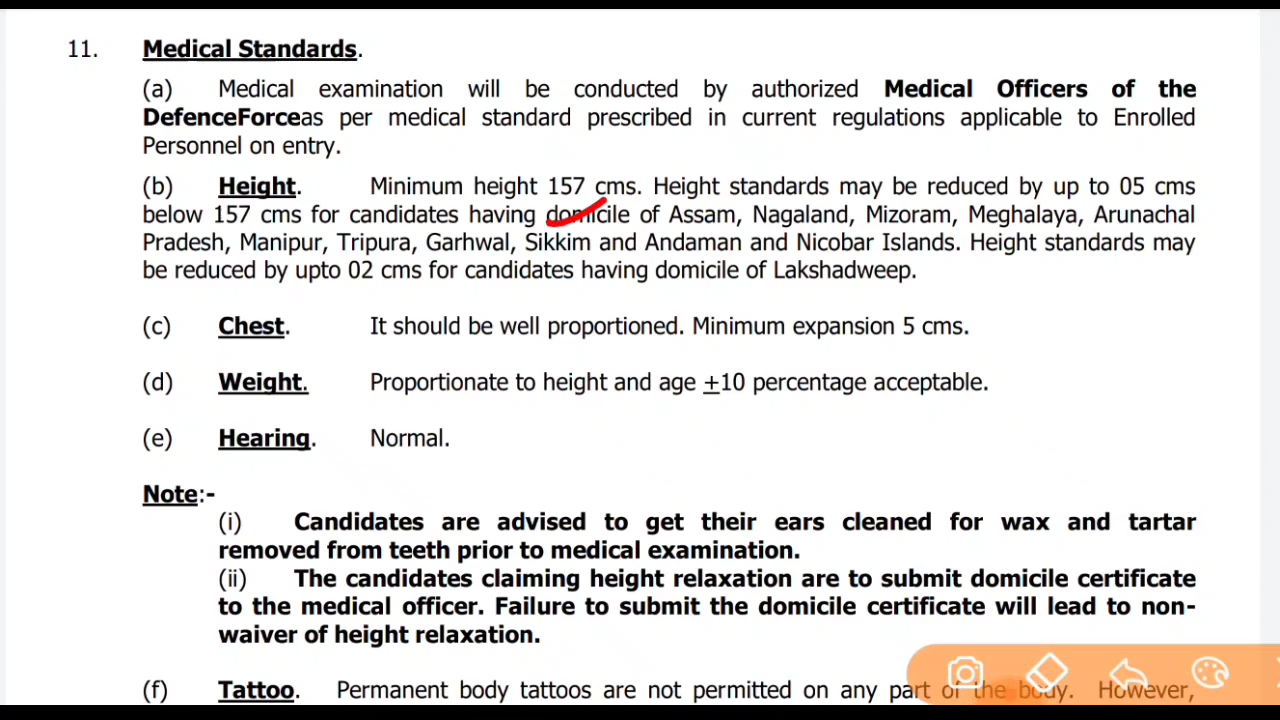 11. Medical Standards.
(a) Medical examination will be conducted by authorized Medical Officers of the
DefenceForceas per medical standard prescribed in current regulations applicable to Enrolled
Personnel on entry.
(b) Height. Minimum height 157 cms. Height standards may be reduced by up to 05 cms
below 157 cms for candidates having domicile of Assam, Nagaland, Mizoram, Meghalaya, Arunachal
Pradesh, Manipur, Tripura, Garhwal, Sikkim and Andaman and Nicobar Islands. Height standards may
be reduced by upto 02 cms for candidates having domicile of Lakshadweep.
(c) Chest. It should be well proportioned. Minimum expansion 5 cms.
(d) Weight. Proportionate to height and age ±10 percentage acceptable.
(e) Hearing. Normal.
Note:-
(i) Candidates are advised to get their ears cleaned for wax and tartar
removed from teeth prior to medical examination.
(ii) The candidates claiming height relaxation are to submit domicile certificate
to the medical officer. Failure to submit the domicile certificate will lead to non-
waiver of height relaxation.
(f) Tattoo. Permanent body tattoos are not permitted on any part of the body. However,